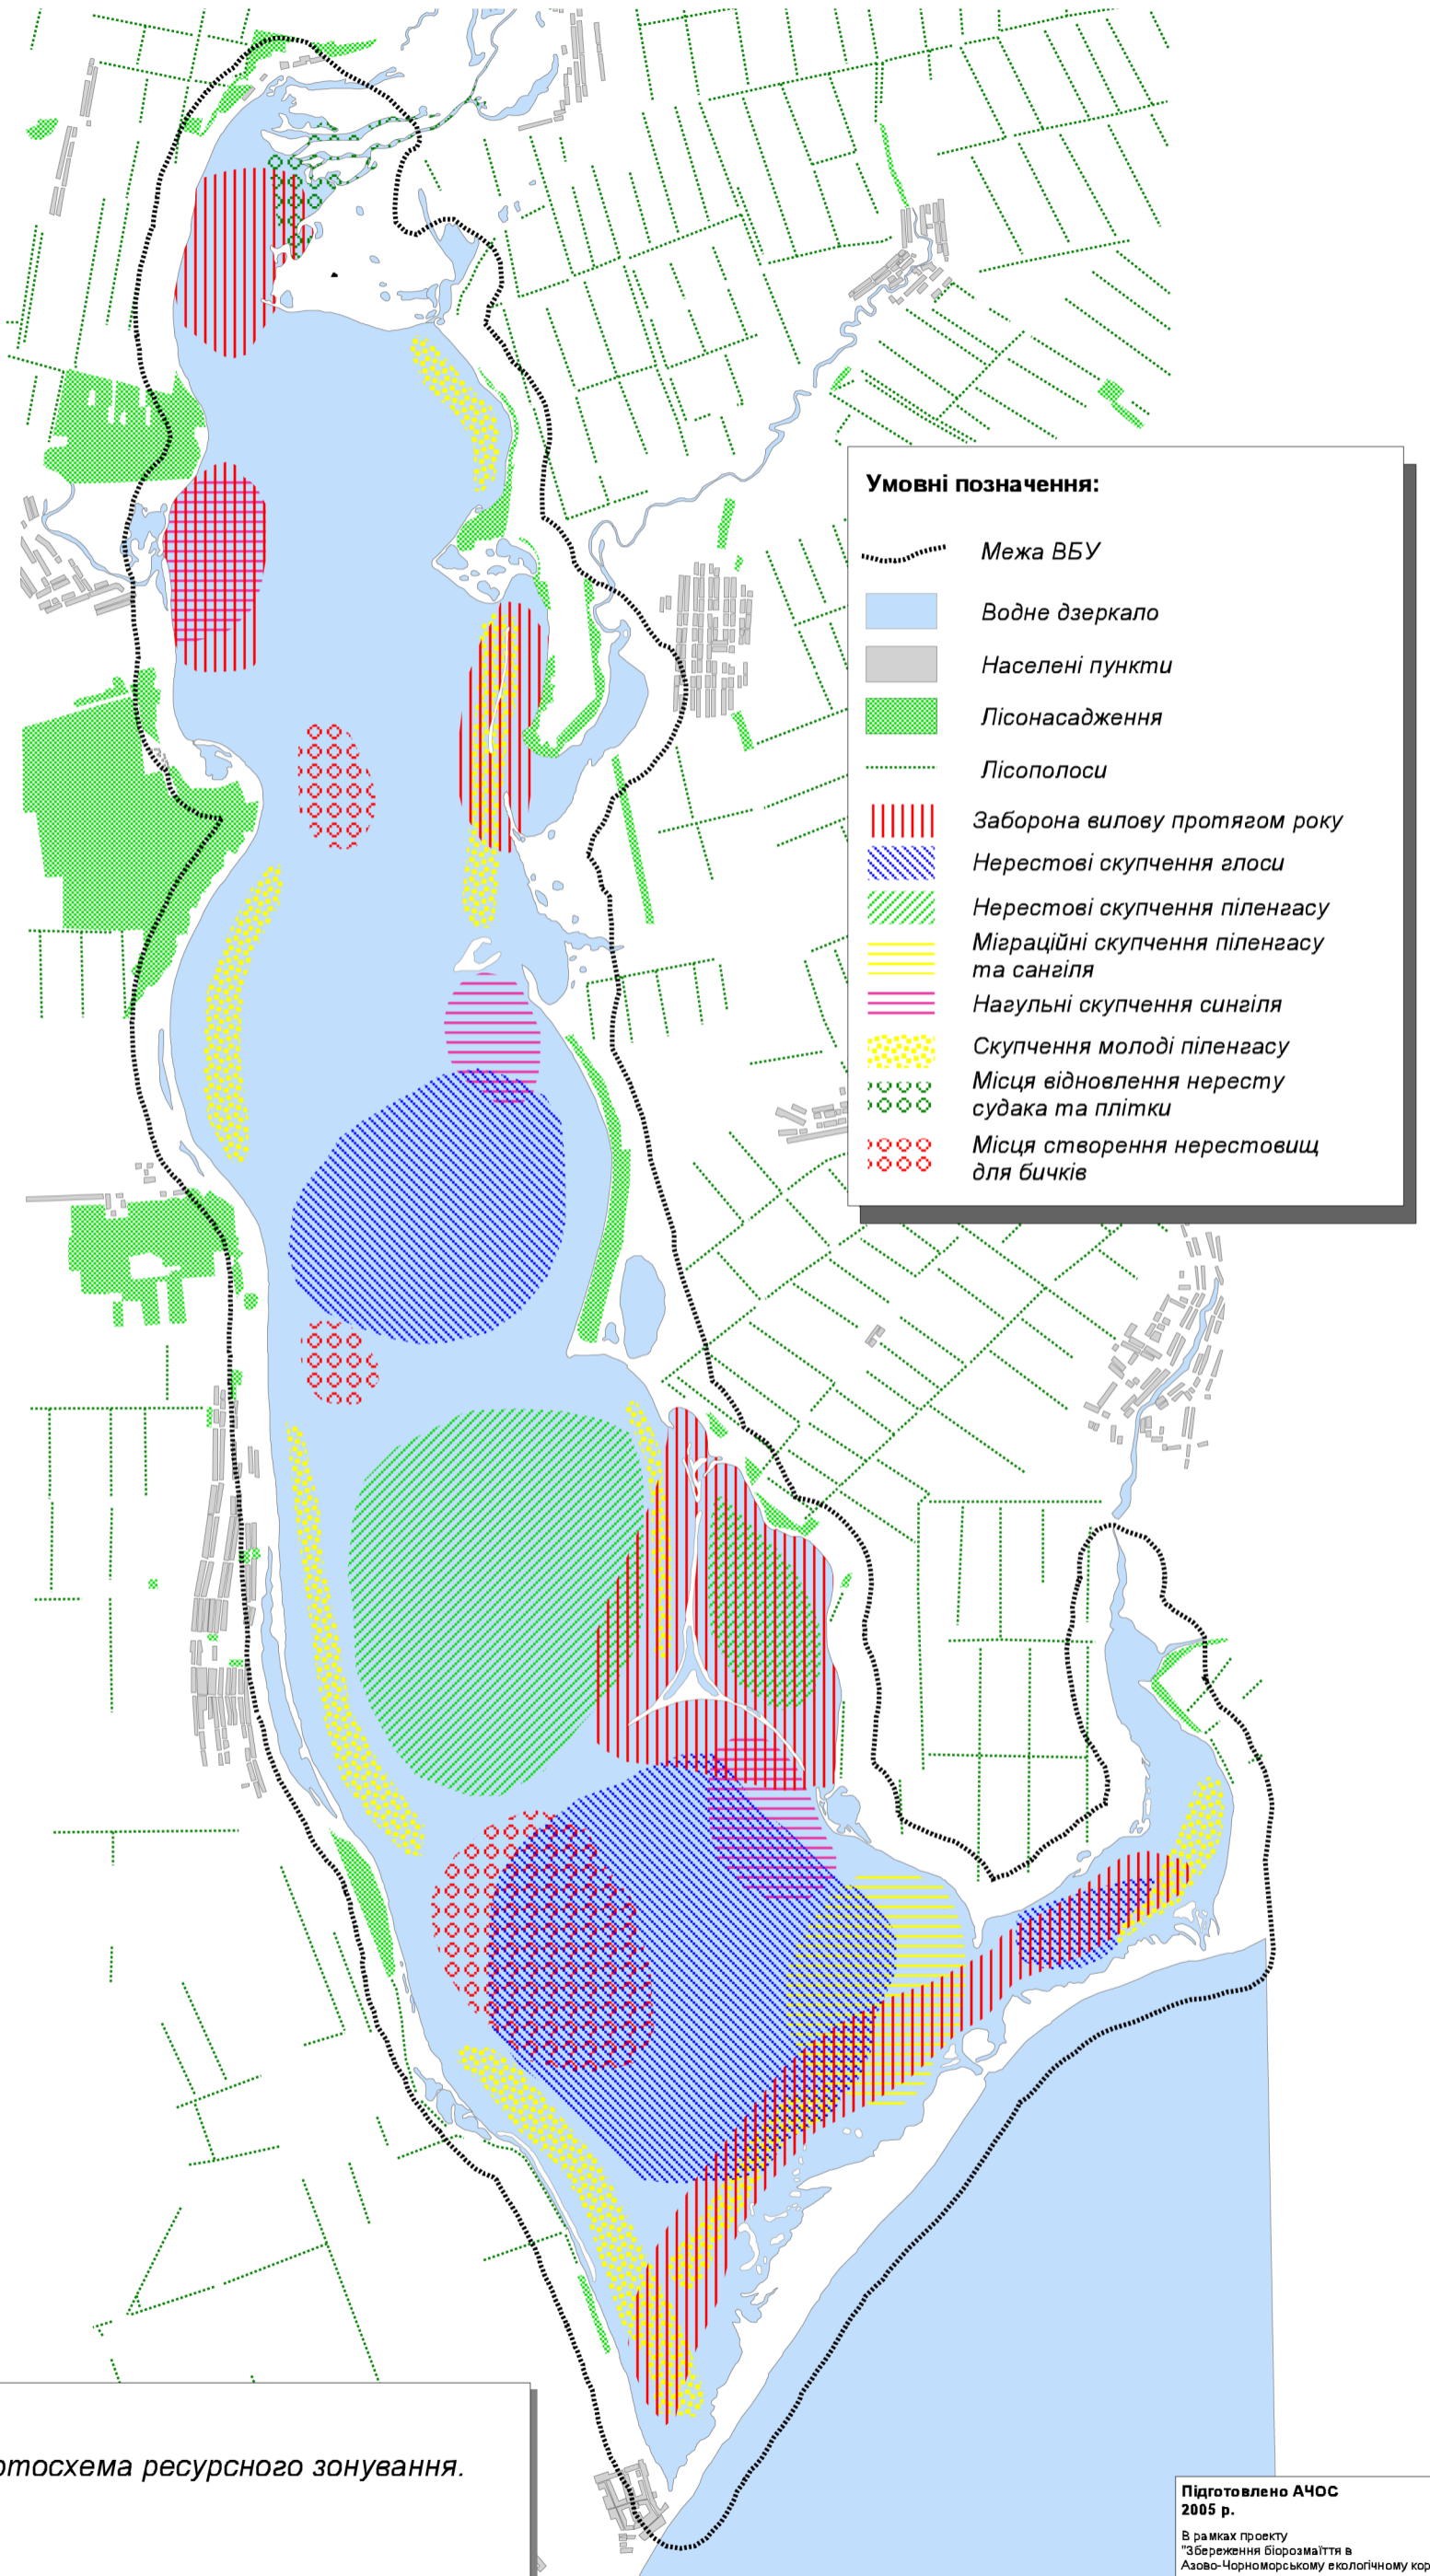 Умовні позначення:
Межа ВБУ
Водне дзеркало
Населені пункти
Лісонасадження
Лісополоси
Заборона вилову протягом року
Нерестові скупчення глоси
Нерестові скупчення піленгасу
Міграційні скупчення піленгасу
та сангіля
Нагульні скупчення сингіля
Скупчення молоді піленгасу
Місця відновлення нересту
судака та плітки
Місця створення нерестовищ
для бичків
ртосхема ресурсного зонування.
Підготовлено АЧОС
2005 р.
В рамках проекту
"Збереження біорозмаїття в
Азово-Чорноморському екологічному кор